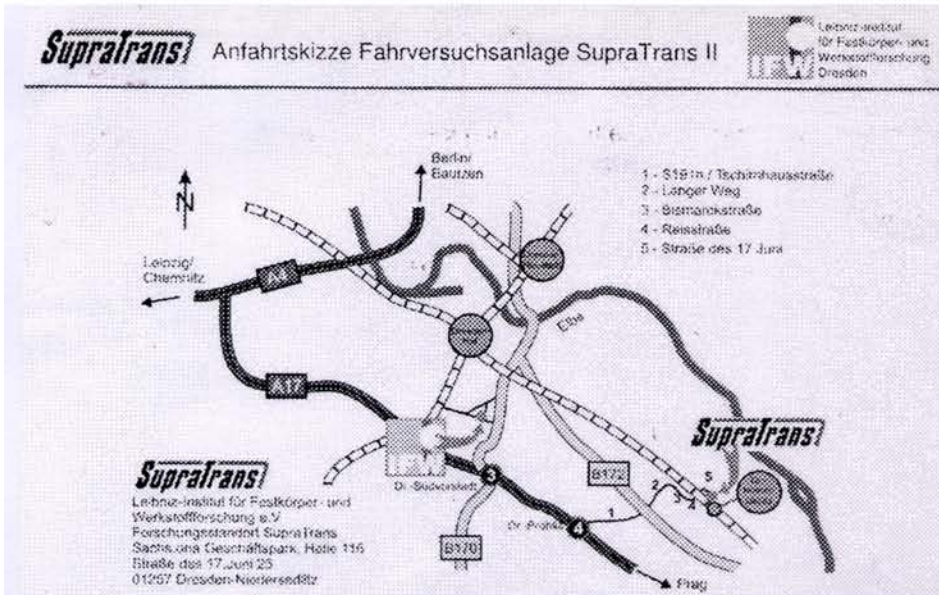 SupraTrans
Anfahrtskizze Fahrversuchsanlage SupraTrans II
Leibniz-Institut
für Festkörper- und
Werkstoffforschung
Dresden
IFW
Berlin/
Bautzen
N
1 - S191n / Tschirnhausstraße
2 - Langer Weg
3 - Bismarckstraße
4 - Reisstraße
5 - Straße des 17 Juni
Leipzig/
Chemnitz
A4
Elbe
A17
SupraTrans
IFW
Dr.-Südvorstadt
3
B172
5
2
3
4
1
Dr. Prohlis
4
B170
Prag
SupraTrans
Leibniz-Institut für Festkörper- und
Werkstoffforschung e.V
Forschungsstandort SupraTrans
Sachsona Geschäftspark, Halle 116
Straße des 17.Juni 25
01257 Dresden-Niedersedlitz